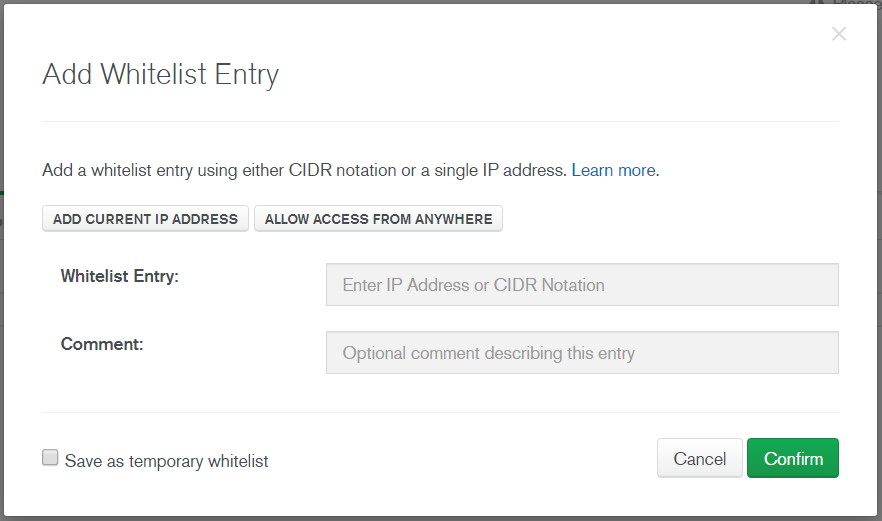 Add Whitelist Entry
Add a whitelist entry using either CIDR notation or a single IP address. Learn more.
ADD CURRENT IP ADDRESS ALLOW ACCESS FROM ANYWHERE
Whitelist Entry: Enter IP Address or CIDR Notation
Comment: Optional comment describing this entry
Save as temporary whitelist Cancel Confirm